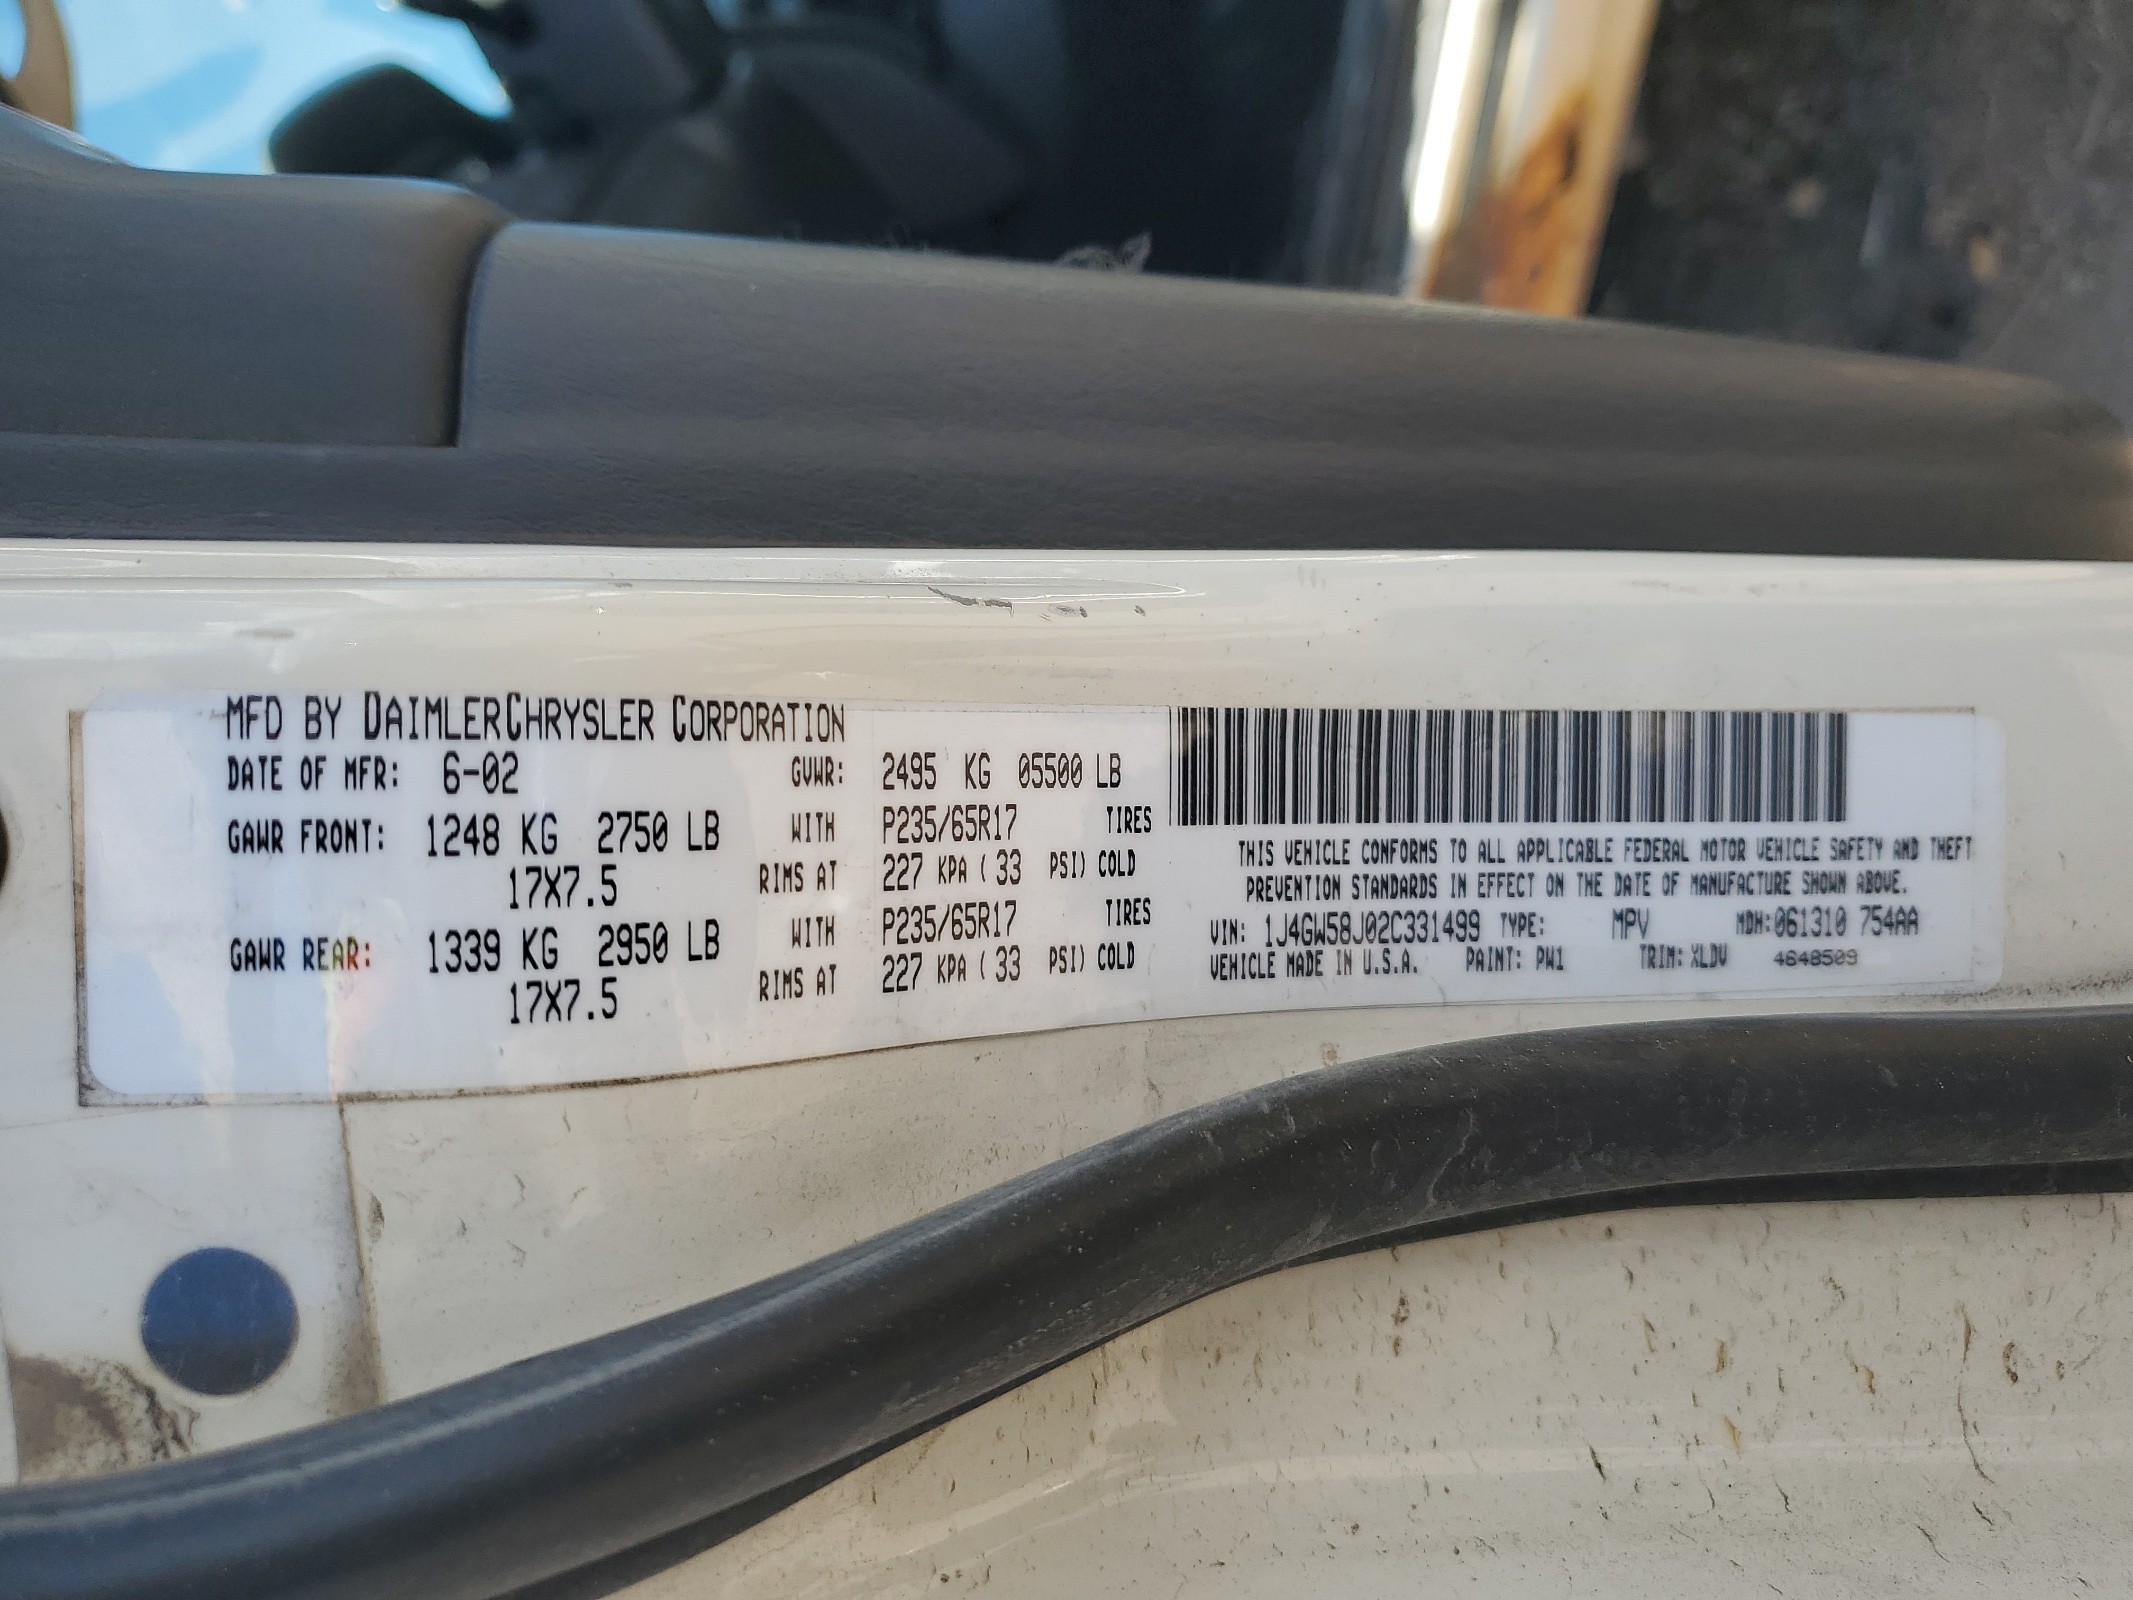 MFD BY DAIMLERCHRYSLER CORPORATION
DATE OF MFR: 6-02 GVWR: 2495 KG 05500 LB
GAWR FRONT: 1248 KG 2750 LB WITH P235/65R17 TIRES
17X7.5 RIMS AT 227 KPA ( 33 PSI) COLD
GAWR REAR: 1339 KG 2950 LB WITH P235/65R17 TIRES
17X7.5 RIMS AT 227 KPA ( 33 PSI) COLD
THIS VEHICLE CONFORMS TO ALL APPLICABLE FEDERAL MOTOR VEHICLE SAFETY AND THEFT
PREVENTION STANDARDS IN EFFECT ON THE DATE OF MANUFACTURE SHOWN ABOVE.
VIN: 1J4GW58J02C331499 TYPE: MPV MDH:061310 754AA
VEHICLE MADE IN U.S.A. PAINT: PW1 TRIM: XLDV 4648509